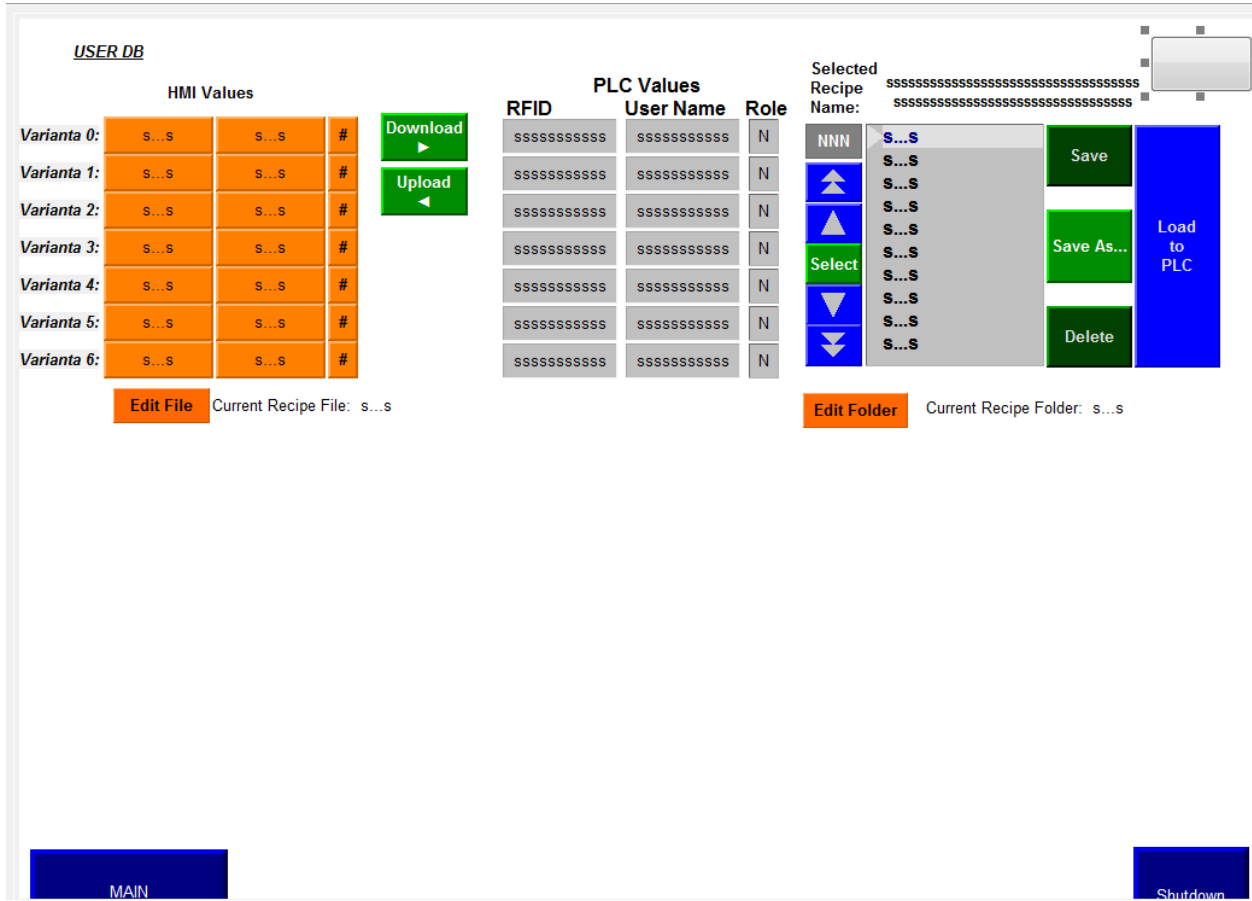 USER DB
HMI Values
PLC Values
RFID User Name Role
Selected
Recipe
Name:
sssssssssssssssssssssssssssssssssss
sssssssssssssssssssssssssssssssss
Varianta 0: s...s s...s # sssssssssss sssssssssss N
Varianta 1: s...s s...s # sssssssssss sssssssssss N
Varianta 2: s...s s...s # sssssssssss sssssssssss N
Varianta 3: s...s s...s # sssssssssss sssssssssss N
Varianta 4: s...s s...s # sssssssssss sssssssssss N
Varianta 5: s...s s...s # sssssssssss sssssssssss N
Varianta 6: s...s s...s # sssssssssss sssssssssss N
Download
►
Upload
◄
NNN
Select
s...s
s...s
s...s
s...s
s...s
s...s
s...s
s...s
s...s
s...s
Save
Save As...
Delete
Load
to
PLC
Edit File Current Recipe File: s...s
Edit Folder Current Recipe Folder: s...s
MAIN
Shutdown